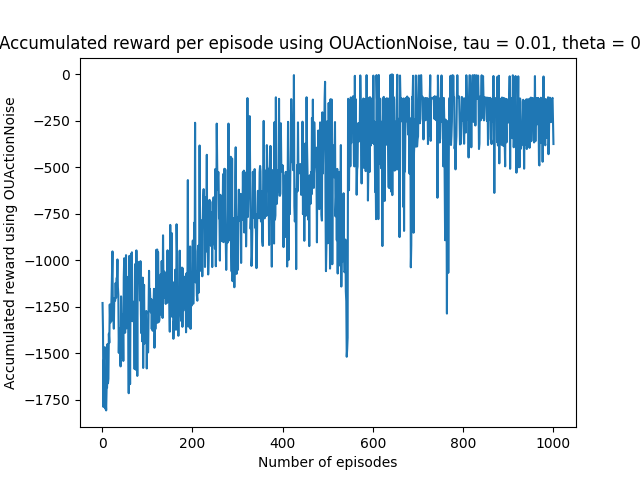 Accumulated reward per episode using OUActionNoise, tau = 0.01, theta = 0
Accumulated reward using OUActionNoise
0
−250
−500
−750
−1000
−1250
−1500
−1750
0 200 400 600 800 1000
Number of episodes